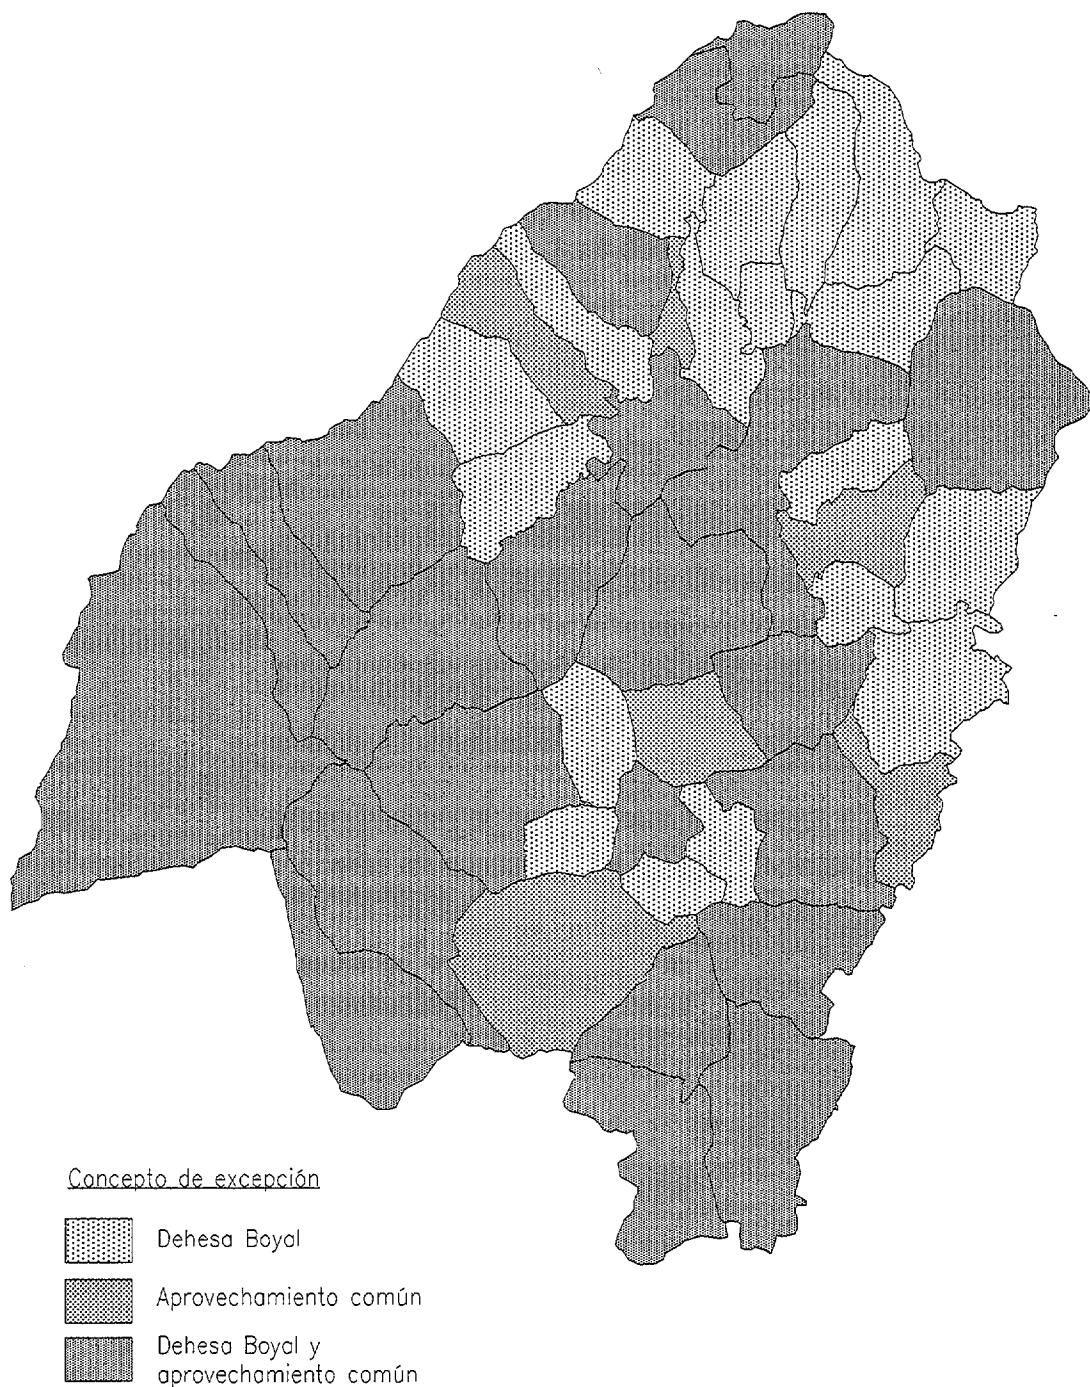 Concepto de excepción
Dehesa Boyal
Aprovechamiento común
Dehesa Boyal y
aprovechamiento común